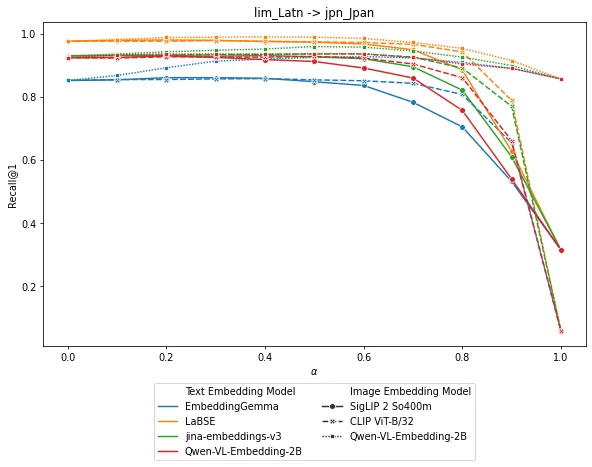 lim_Latn -> jpn_Jpan
1.0
0.8
0.6
0.4
0.2
Recall@1
0.0 0.2 0.4 0.6 0.8 1.0
α
Text Embedding Model Image Embedding Model
EmbeddingGemma SigLIP 2 So400m
LaBSE CLIP ViT-B/32
jina-embeddings-v3 Qwen-VL-Embedding-2B
Qwen-VL-Embedding-2B